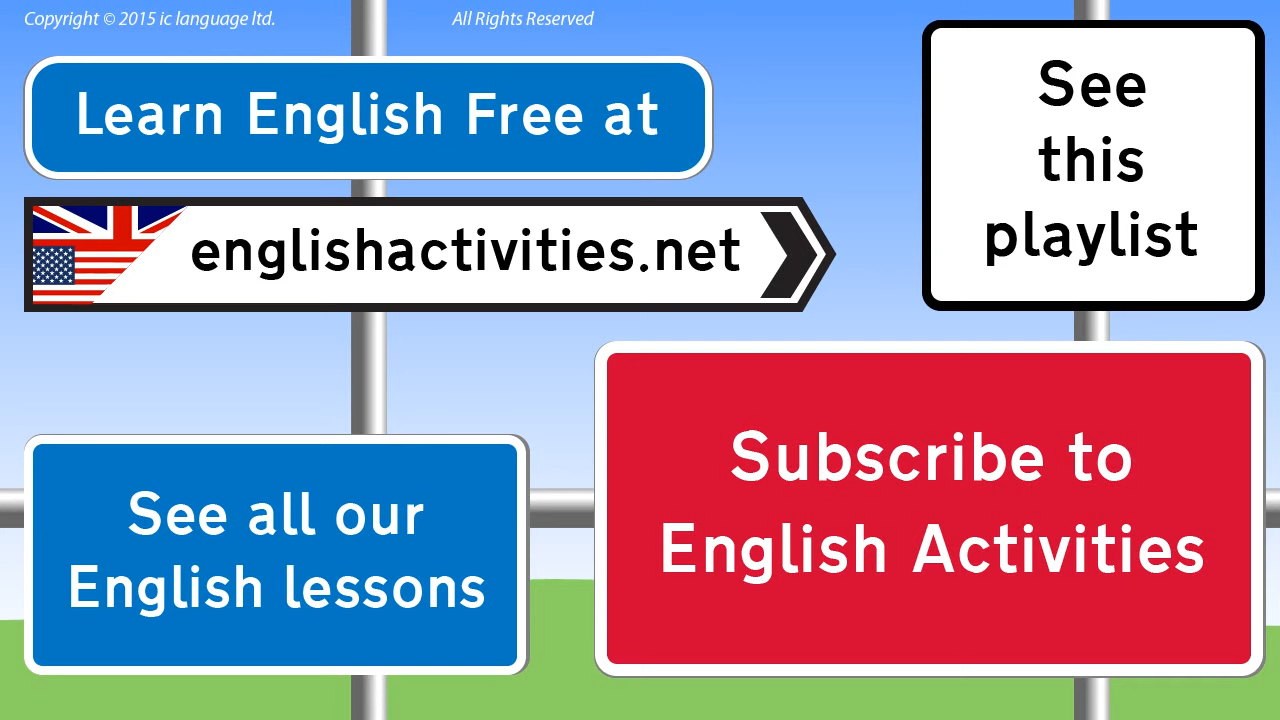 Copyright © 2015 ic language ltd.
All Rights Reserved
Learn English Free at
englishactivities.net
See
this
playlist
See all our
English lessons
Subscribe to
English Activities